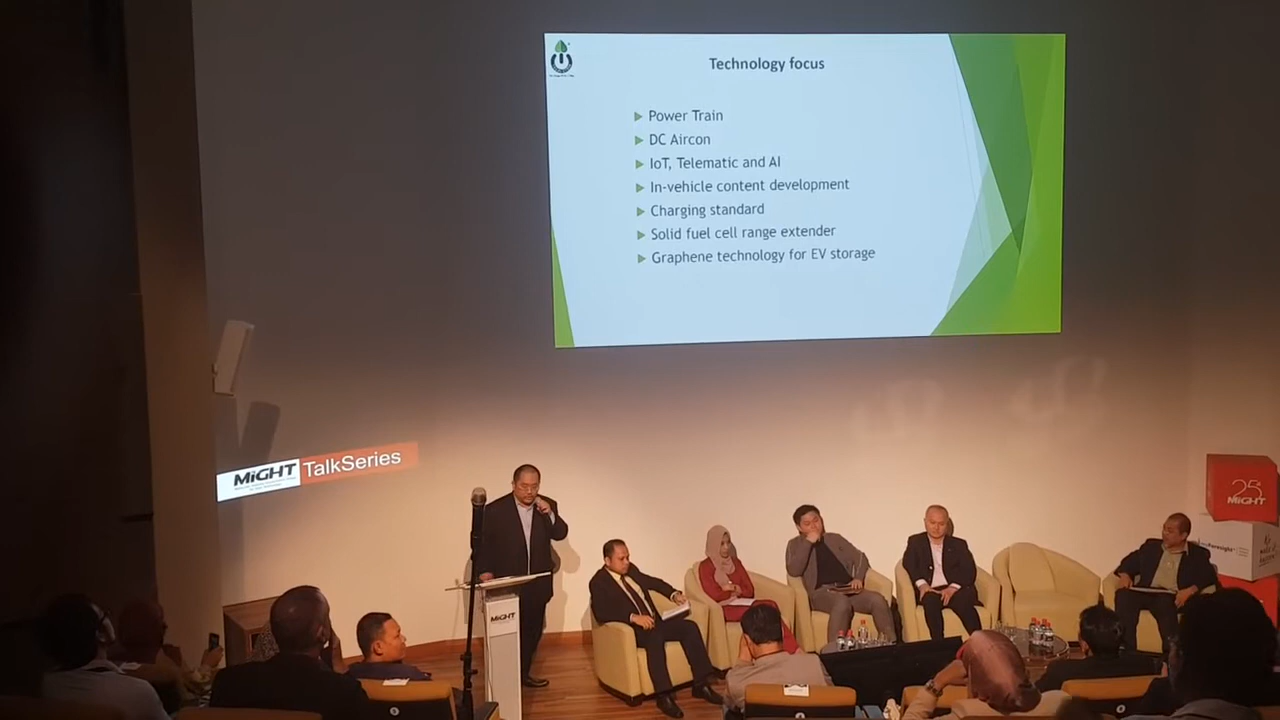 Technology focus
Power Train
DC Aircon
IoT, Telematic and AI
In-vehicle content development
Charging standard
Solid fuel cell range extender
Graphene technology for EV storage
MiGHT TalkSeries
25
MiGHT
MiGHT